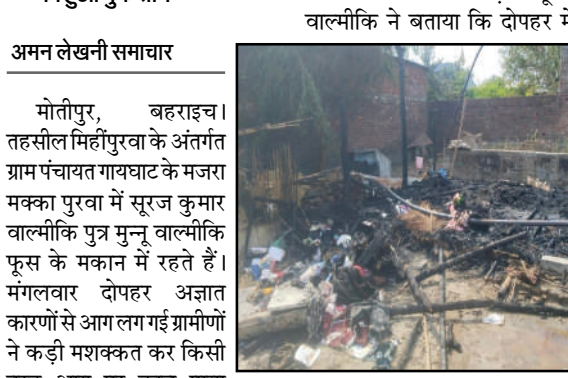 वाल्मीकि ने बताया कि दोपहर में
अमन लेखनी समाचार
मोतीपुर, बहराइच।
तहसील मिहींपुरवा के अंतर्गत
ग्राम पंचायत गायघाट के मजरा
मक्का पुरवा में सूरज कुमार
वाल्मीकि पुत्र मुन्नू वाल्मीकि
फूस के मकान में रहते हैं।
मंगलवार दोपहर अज्ञात
कारणों से आग लग गई ग्रामीणों
ने कड़ी मशक्कत कर किसी